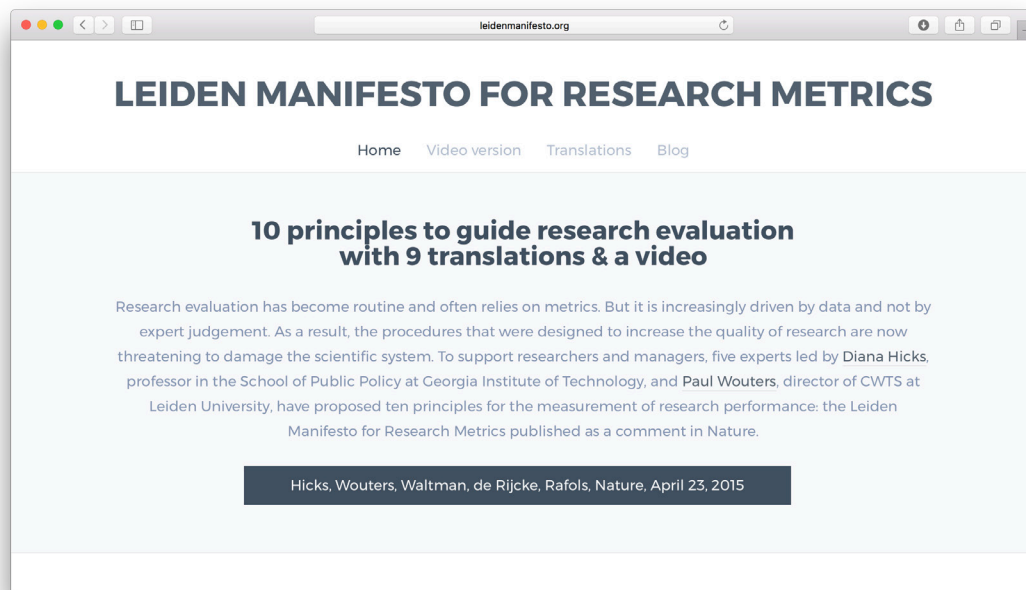 leidenmanifesto.org
LEIDEN MANIFESTO FOR RESEARCH METRICS
Home Video version Translations Blog
10 principles to guide research evaluation
with 9 translations & a video
Research evaluation has become routine and often relies on metrics. But it is increasingly driven by data and not by
expert judgement. As a result, the procedures that were designed to increase the quality of research are now
threatening to damage the scientific system. To support researchers and managers, five experts led by Diana Hicks,
professor in the School of Public Policy at Georgia Institute of Technology, and Paul Wouters, director of CWTS at
Leiden University, have proposed ten principles for the measurement of research performance: the Leiden
Manifesto for Research Metrics published as a comment in Nature.
Hicks, Wouters, Waltman, de Rijcke, Rafols, Nature, April 23, 2015